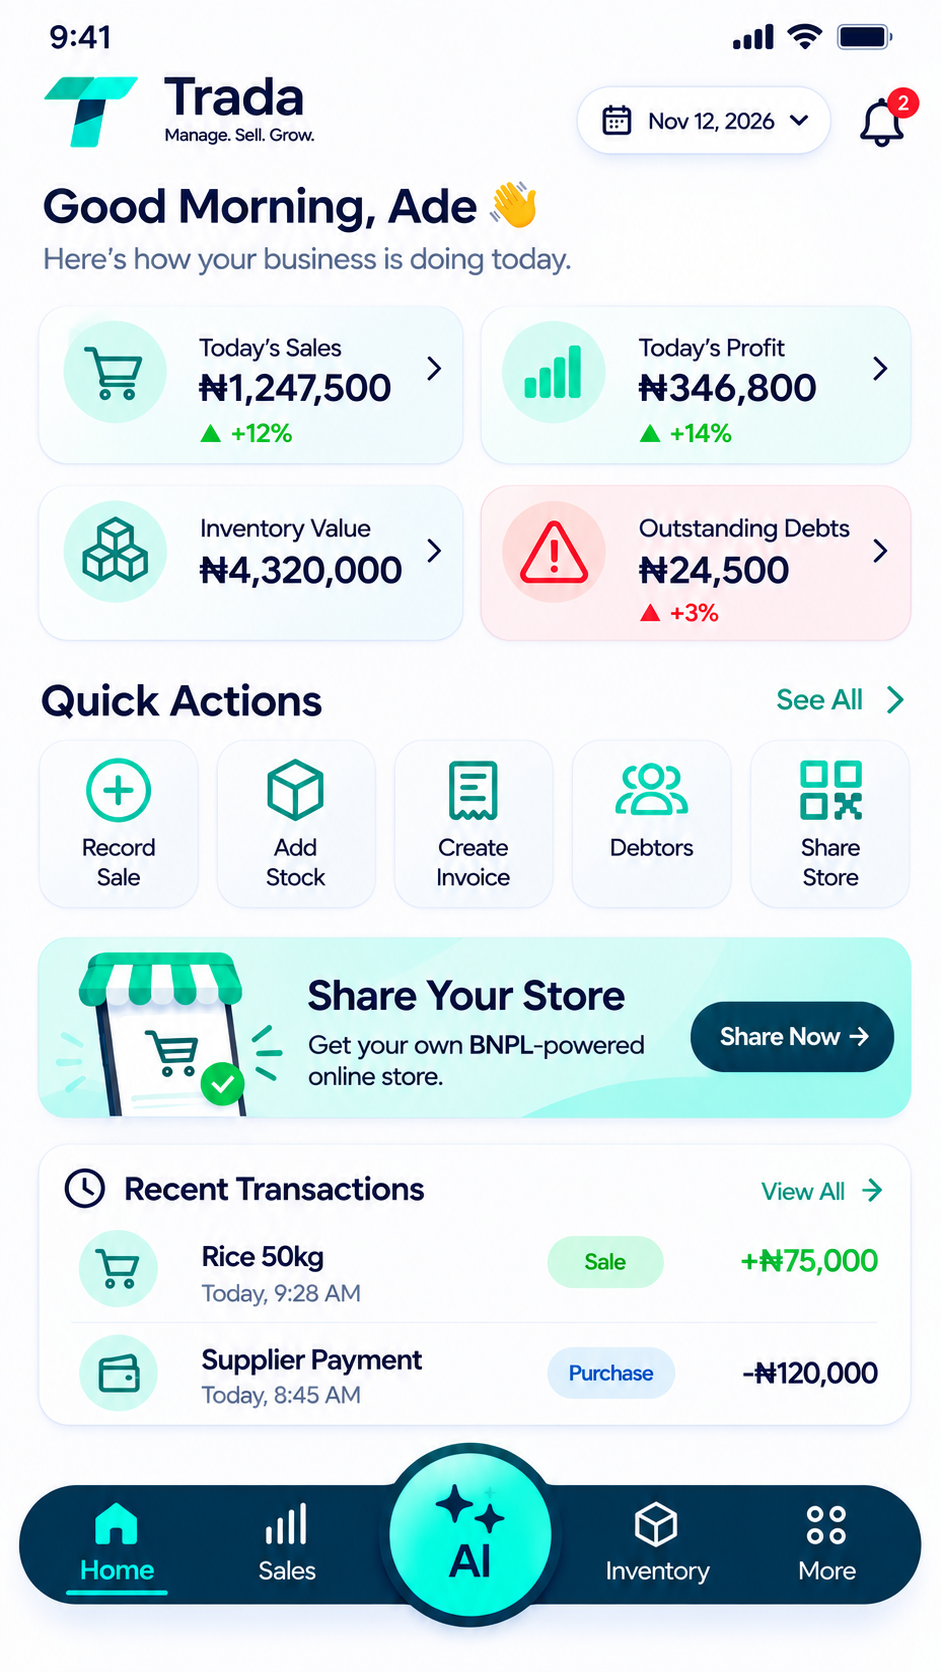 9:41
Trada
Manage. Sell. Grow.
Nov 12, 2026
2
Good Morning, Ade 👋
Here's how your business is doing today.
Today's Sales
₦1,247,500
▲ +12%
Today's Profit
₦346,800
▲ +14%
Inventory Value
₦4,320,000
Outstanding Debts
₦24,500
▲ +3%
Quick Actions
See All
Record
Sale
Add
Stock
Create
Invoice
Debtors
Share
Store
Share Your Store
Get your own BNPL-powered
online store.
Share Now →
Recent Transactions
View All →
Rice 50kg
Today, 9:28 AM
Sale
+₦75,000
Supplier Payment
Today, 8:45 AM
Purchase
-₦120,000
Home
Sales
AI
Inventory
More